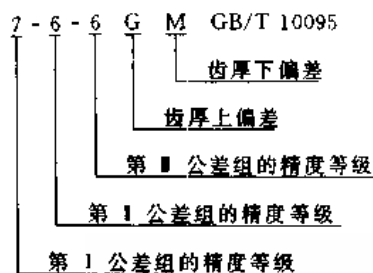 7 - 6 - 6 G M GB/T 10095
齿厚下偏差
齿厚上偏差
第 公差组的精度等级
第 公差组的精度等级
第 I 公差组的精度等级